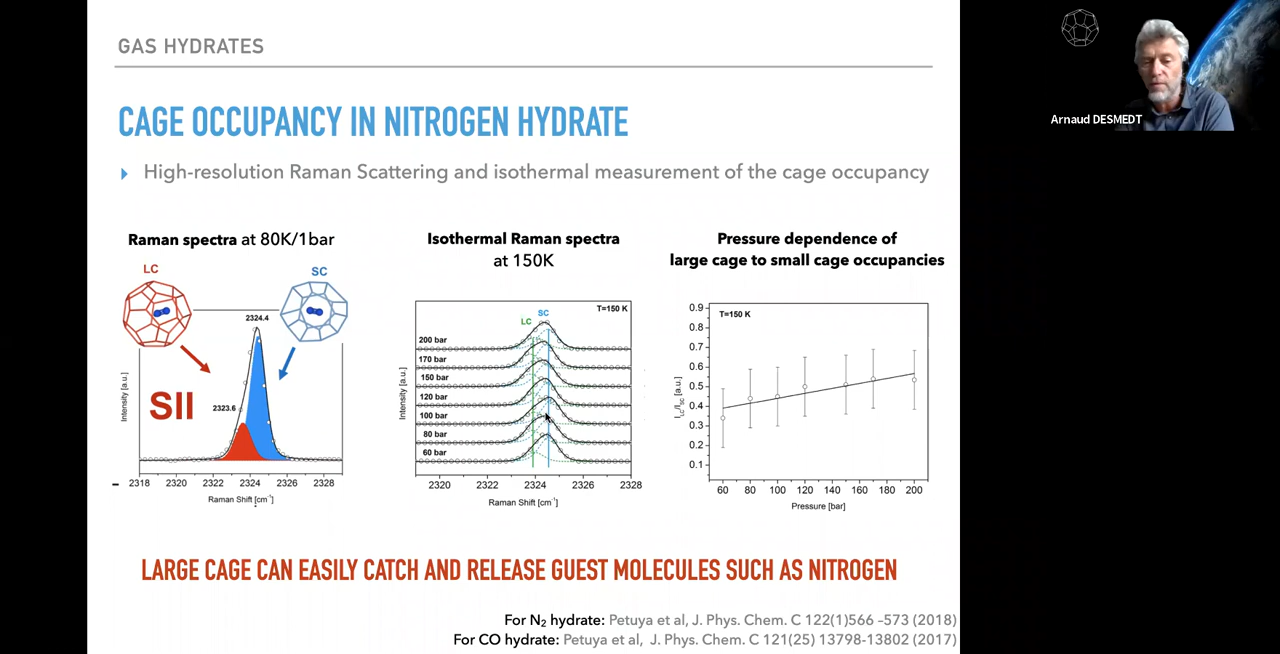 GAS HYDRATES
Arnaud DESMEDT
CAGE OCCUPANCY IN NITROGEN HYDRATE
High-resolution Raman Scattering and isothermal measurement of the cage occupancy
Raman spectra at 80K/1bar
LC
SC
2324.4
2323.6
SII
Intensity [a.u.]
2318 2320 2322 2324 2326 2328
Raman Shift [cm⁻¹]
Isothermal Raman spectra
at 150K
T=150 K
LC
SC
200 bar
170 bar
150 bar
120 bar
100 bar
80 bar
60 bar
Intensity [a.u.]
2320 2322 2324 2326 2328
Raman Shift [cm⁻¹]
Pressure dependence of
large cage to small cage occupancies
T=150 K
0.9
0.8
0.7
0.6
0.5
0.4
0.3
0.2
0.1
I_LC/I_SC [a.u.]
60 80 100 120 140 160 180 200
Pressure [bar]
LARGE CAGE CAN EASILY CATCH AND RELEASE GUEST MOLECULES SUCH AS NITROGEN
For N₂ hydrate: Petuya et al, J. Phys. Chem. C 122(1)566 –573 (2018)
For CO hydrate: Petuya et al, J. Phys. Chem. C 121(25) 13798-13802 (2017)